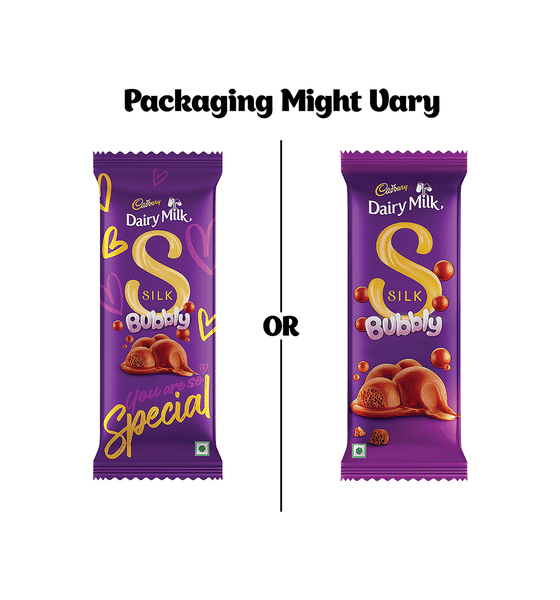 Packaging Might Vary
Cadbury
Dairy Milk
S
SILK
Bubbly
You are so
Special
OR
Cadbury
Dairy Milk
S
SILK
Bubbly